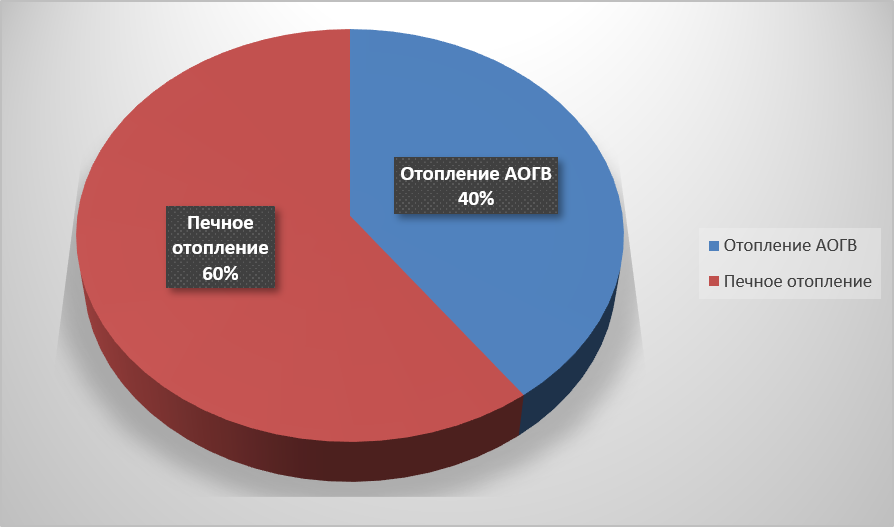 Отопление АОГВ
40%
Печное
отопление
60%
Отопление АОГВ
Печное отопление